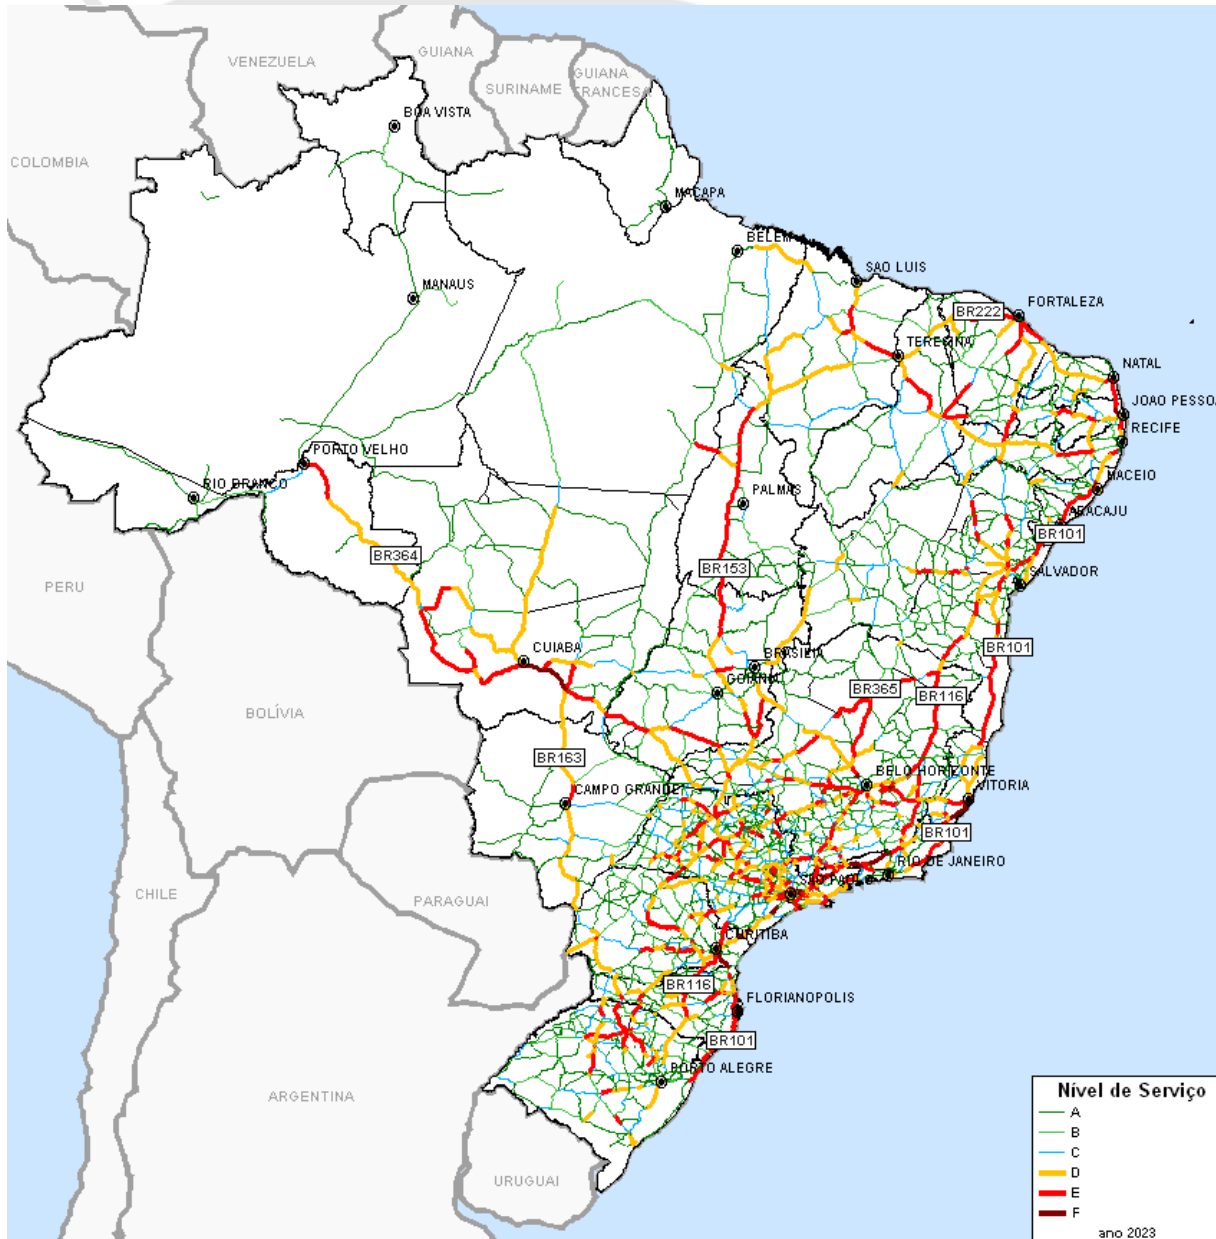 VENEZUELA
GUIANA
SURINAME
GUIANA
FRANCESA
COLOMBIA
BOA VISTA
MACAPA
BELEM
SAO LUIS
MANAUS
FORTALEZA
BR222
TERESINA
NATAL
JOAO PESSOA
RECIFE
PORTO VELHO
RIO BRANCO
MACEIO
PALMAS
ARACAJU
BR101
BR364
BR153
SALVADOR
PERU
CUIABA
BRASILIA
GOIANIA
BR101
BR365
BR116
BOLÍVIA
BR163
BELO HORIZONTE
CAMPO GRANDE
VITORIA
BR101
RIO DE JANEIRO
SAO PAULO
CHILE
PARAGUAI
CURITIBA
BR116
FLORIANOPOLIS
BR101
PORTO ALEGRE
ARGENTINA
URUGUAI
Nível de Serviço
A
B
C
D
E
F
ano 2023